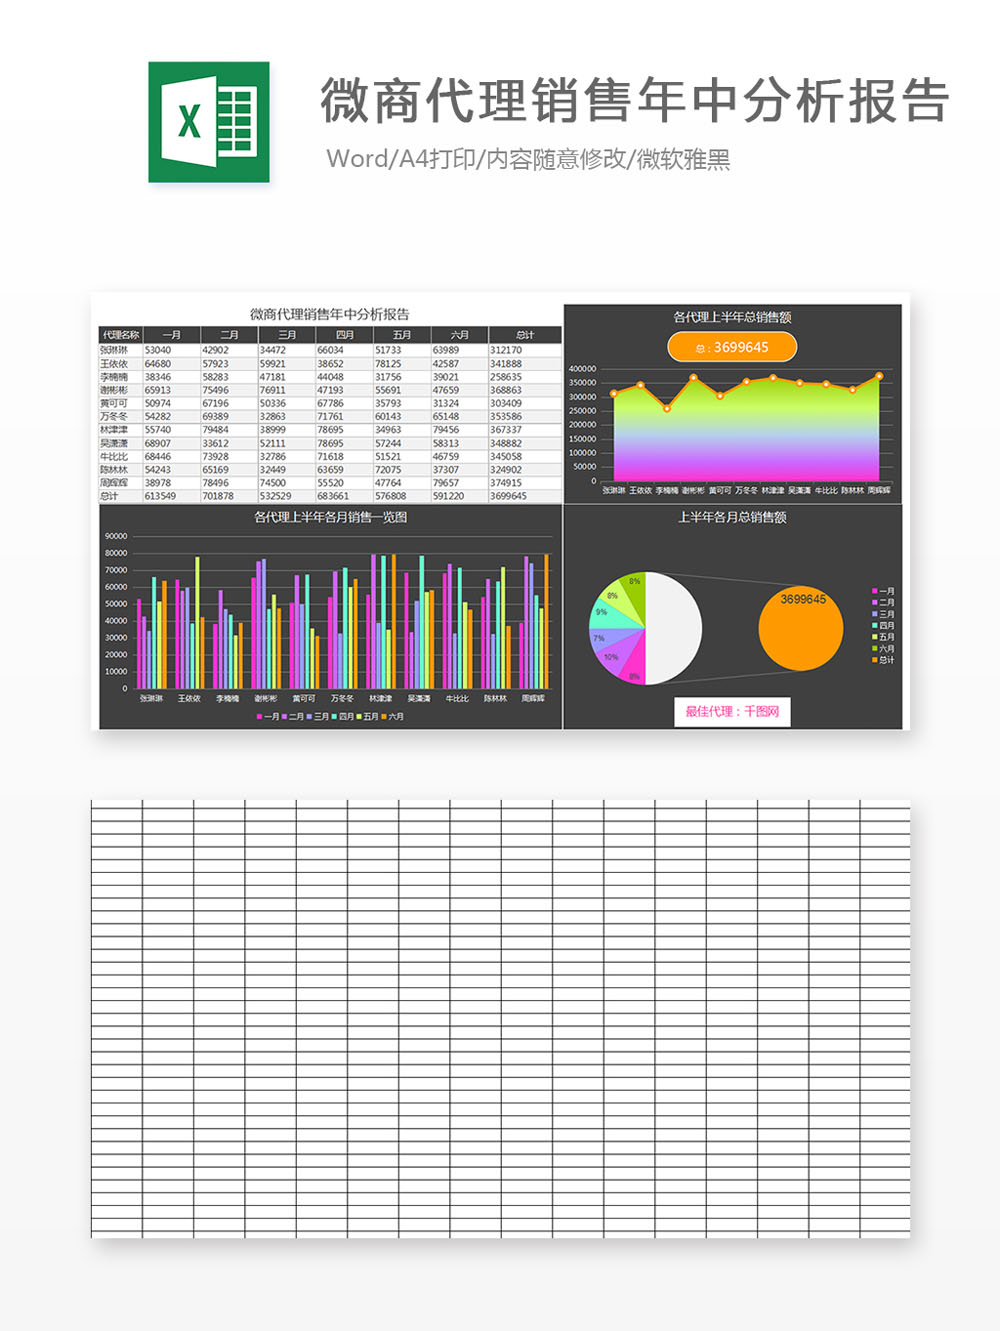 微商代理销售年中分析报告
Word/A4打印/内容随意修改/微软雅黑
微商代理销售年中分析报告
代理名称 一月 二月 三月 四月 五月 六月 总计
张琳琳 53040 42902 34472 66034 51733 63989 312170
王依依 64680 57923 59921 38652 78125 42587 341888
李楠楠 38346 58283 47181 44048 31756 39021 258635
谢彬彬 65913 75496 76911 47193 55691 47659 368863
黄可可 50974 67196 50336 67786 35793 31324 303409
万冬冬 54282 69389 32863 71761 60143 65148 353586
林津津 55740 79484 38999 78695 34963 79456 367337
吴潇潇 68907 33612 52111 78695 57244 58313 348882
牛比比 68446 73928 32786 71618 51521 46759 345058
陈林林 54243 65169 32449 63659 72075 37307 324902
周辉辉 38978 78496 74500 55520 47764 79657 374915
总计 613549 701878 532529 683661 576808 591220 3699645
各代理上半年总销售额
总：3699645
400000
350000
300000
250000
200000
150000
100000
50000
0
张琳琳 王依依 李楠楠 谢彬彬 黄可可 万冬冬 林津津 吴潇潇 牛比比 陈林林 周辉辉
各代理上半年各月销售一览图
90000
80000
70000
60000
50000
40000
30000
20000
10000
0
张琳琳 王依依 李楠楠 谢彬彬 黄可可 万冬冬 林津津 吴潇潇 牛比比 陈林林 周辉辉
一月 二月 三月 四月 五月 六月
上半年各月总销售额
8%
8%
9%
7%
10%
8%
3699645
一月
二月
三月
四月
五月
六月
总计
最佳代理：千图网